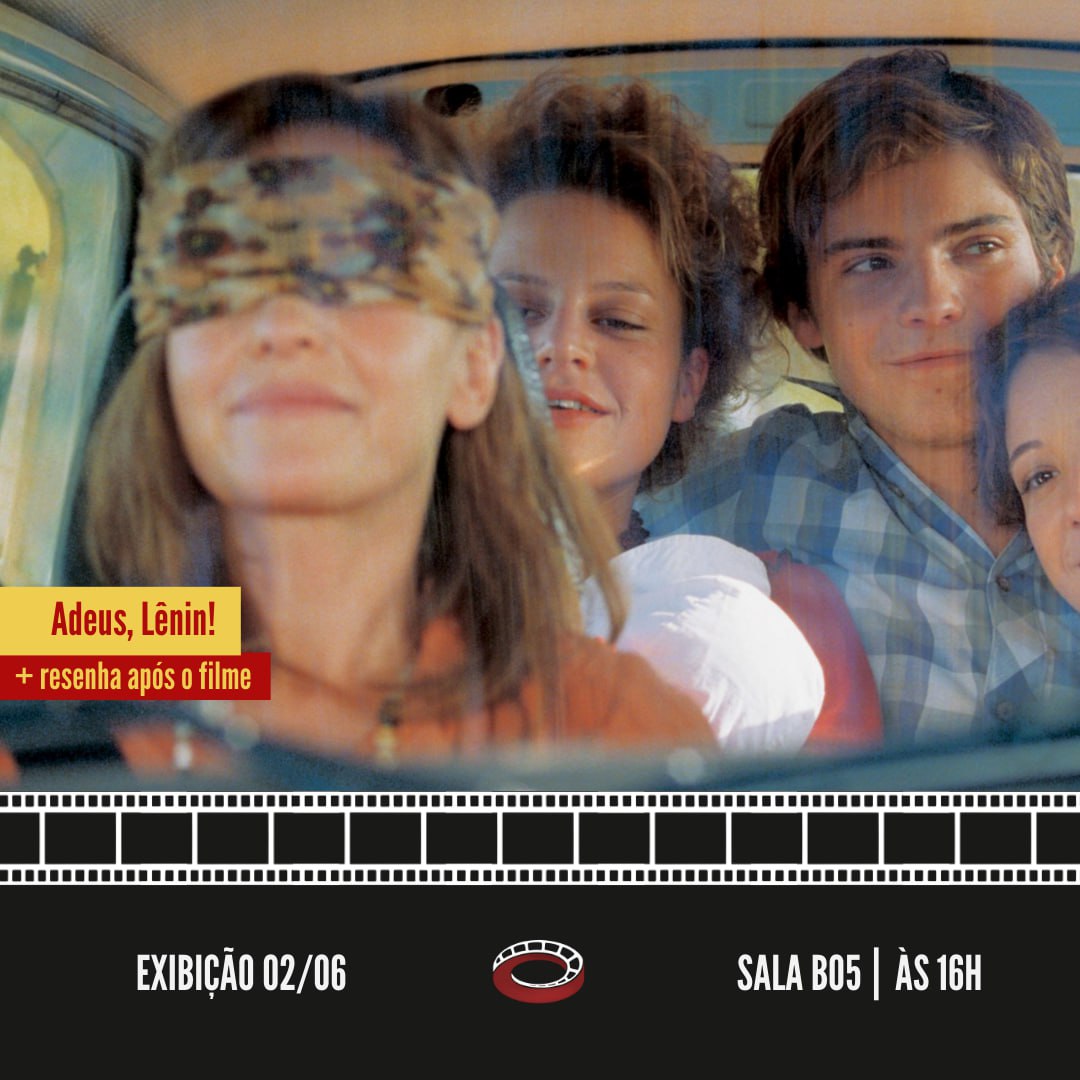 Adeus, Lênin!
+ resenha após o filme
EXIBIÇÃO 02/06
SALA B05 | ÀS 16H